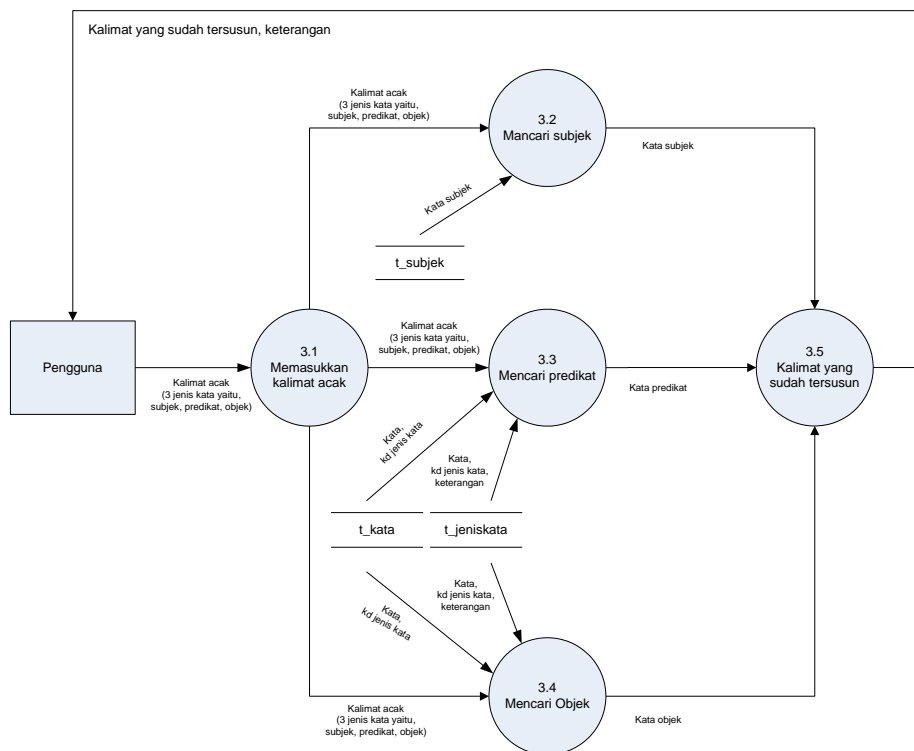 Kalimat yang sudah tersusun, keterangan
Kalimat acak
(3 jenis kata yaitu,
subjek, predikat, objek)
3.2
Mancari subjek
Kata subjek
Kata subjek
t_subjek
Pengguna
Kalimat acak
(3 jenis kata yaitu,
subjek, predikat, objek)
3.1
Memasukkan
kalimat acak
Kalimat acak
(3 jenis kata yaitu,
subjek, predikat, objek)
3.3
Mencari predikat
Kata predikat
3.5
Kalimat yang
sudah tersusun
Kata,
kd jenis kata
Kata,
kd jenis kata,
keterangan
t_kata
t_jeniskata
Kata,
kd jenis kata
Kata,
kd jenis kata,
keterangan
Kalimat acak
(3 jenis kata yaitu,
subjek, predikat, objek)
3.4
Mencari Objek
Kata objek